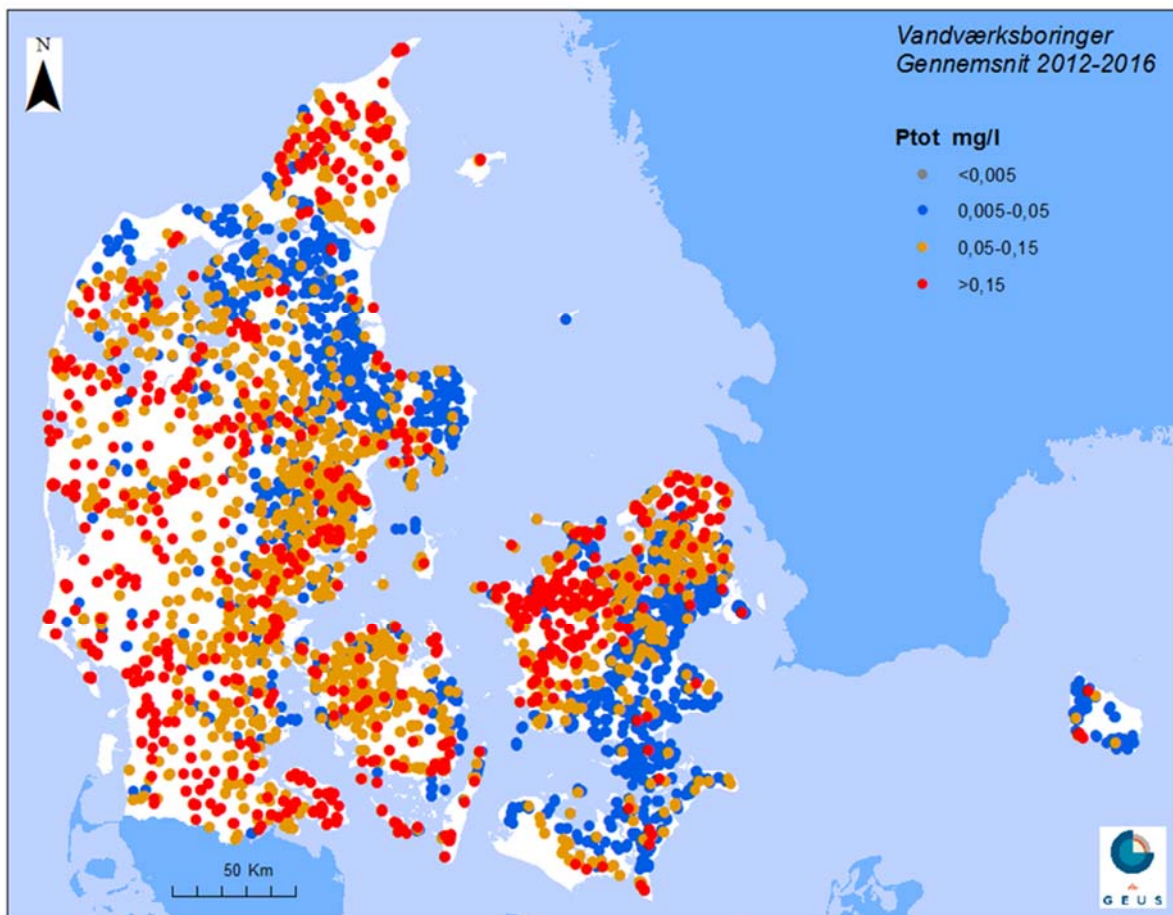 N
Vandværksboringer
Gennemsnit 2012-2016
Ptot mg/l
<0,005
0,005-0,05
0,05-0,15
>0,15
50 Km
G E U S